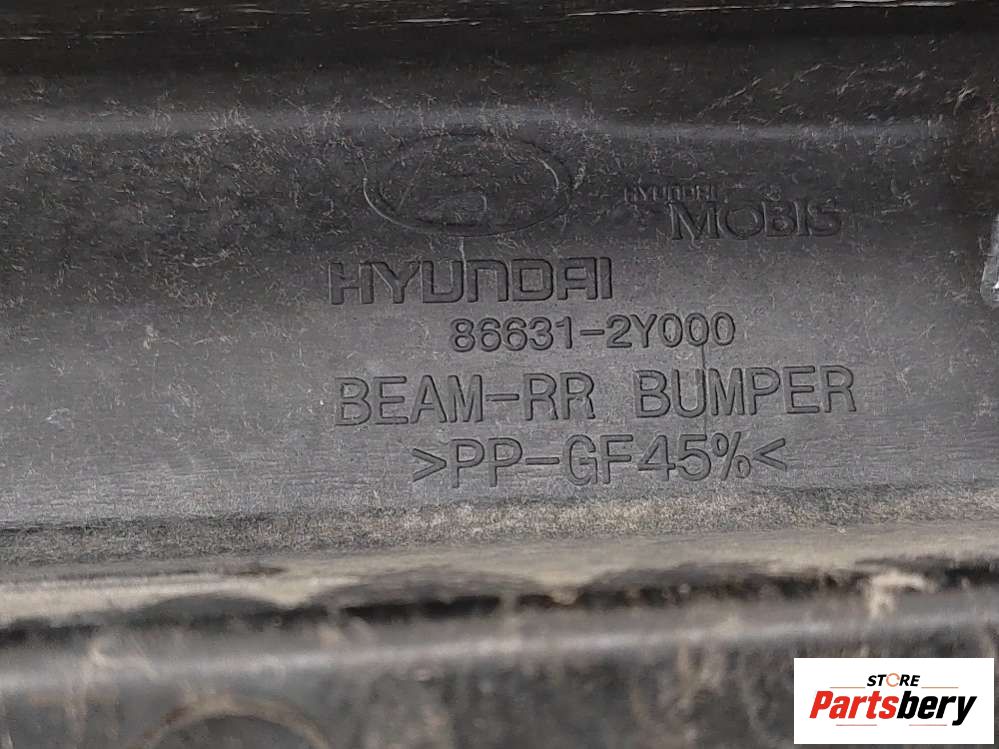 HYUNDAI
MOBIS
HYUNDAI
86631-2Y000
BEAM-RR BUMPER
>PP-GF45%<
STORE
Partsbery